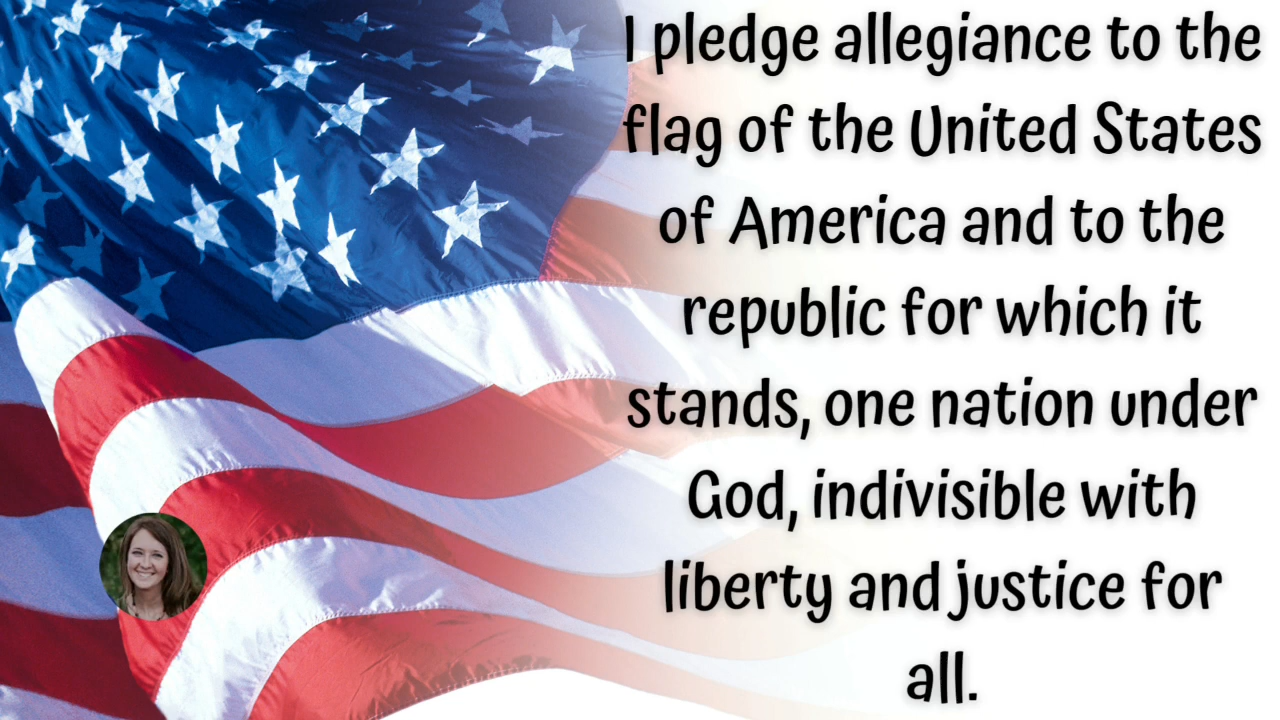 I pledge allegiance to the
flag of the United States
of America and to the
republic for which it
stands, one nation under
God, indivisible with
liberty and justice for
all.